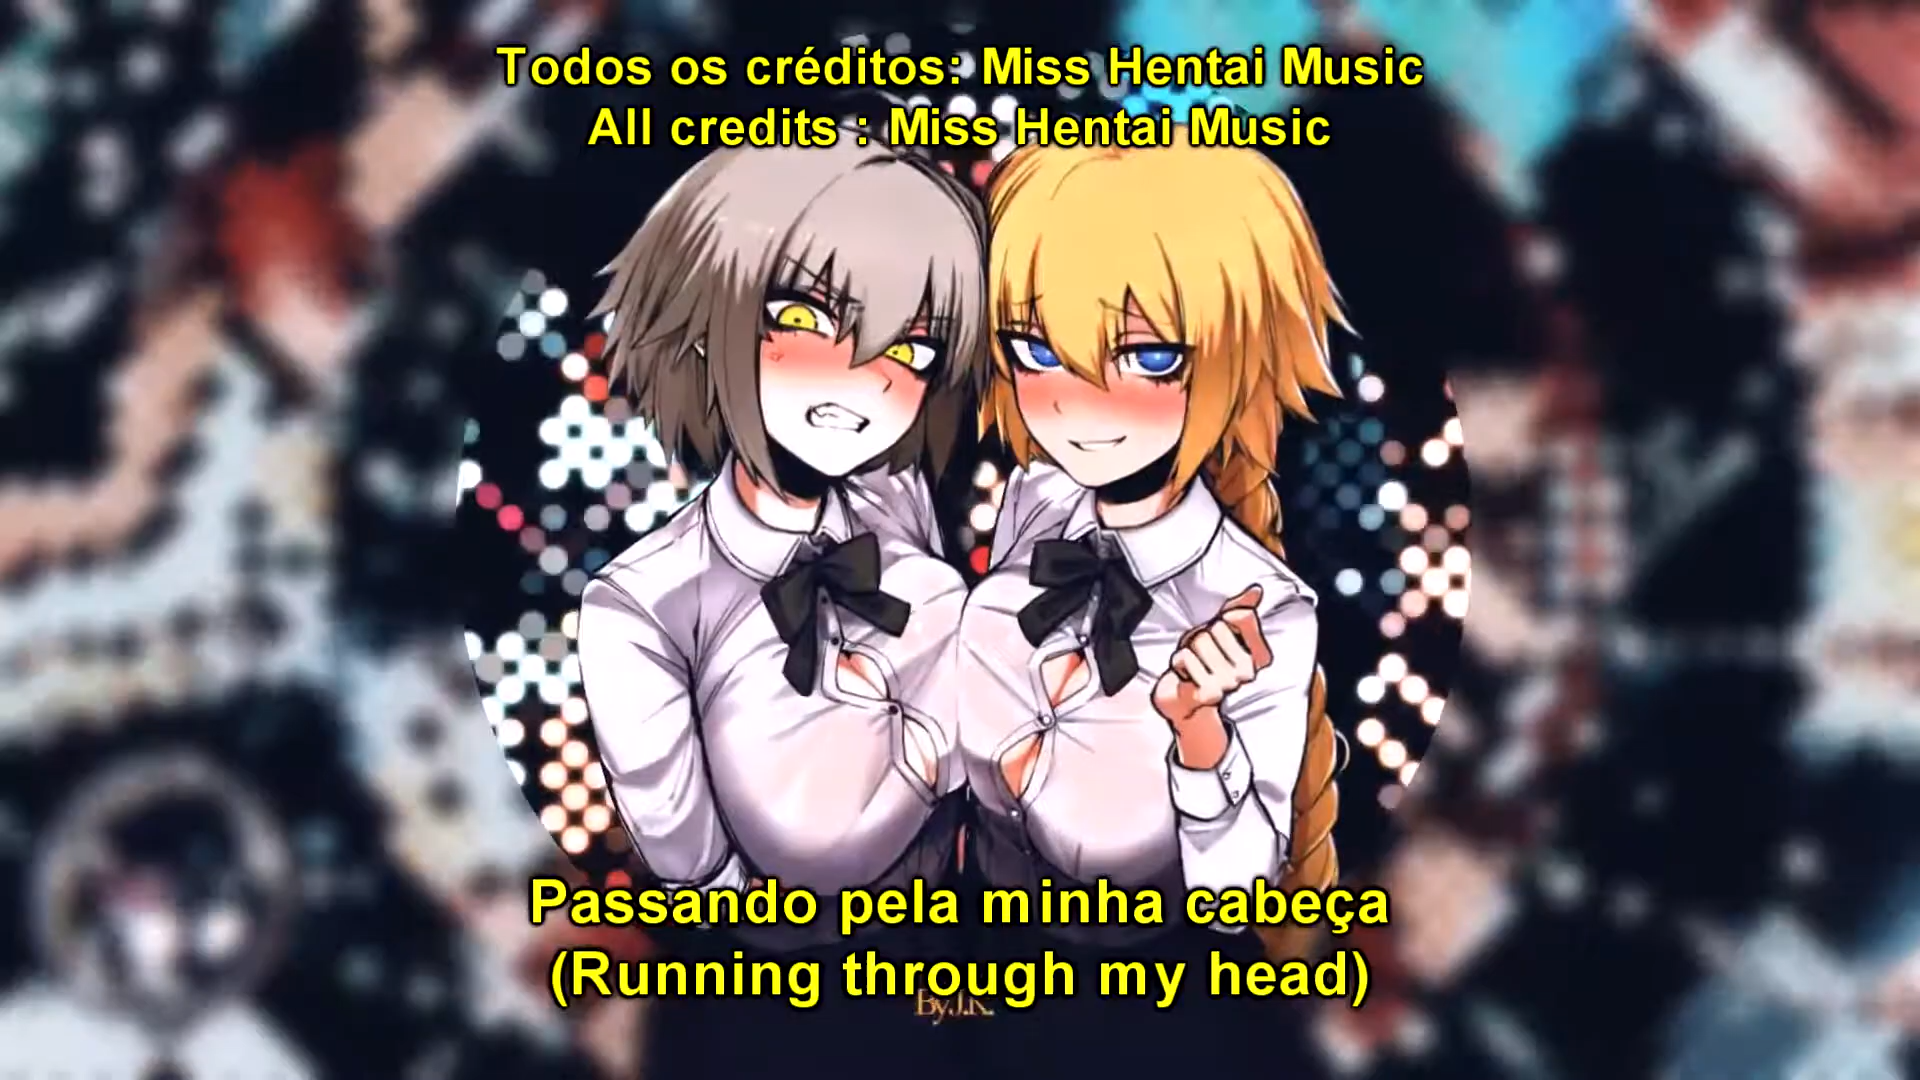 Todos os créditos: Miss Hentai Music
All credits : Miss Hentai Music
Passando pela minha cabeça
(Running through my head)
By J.K.